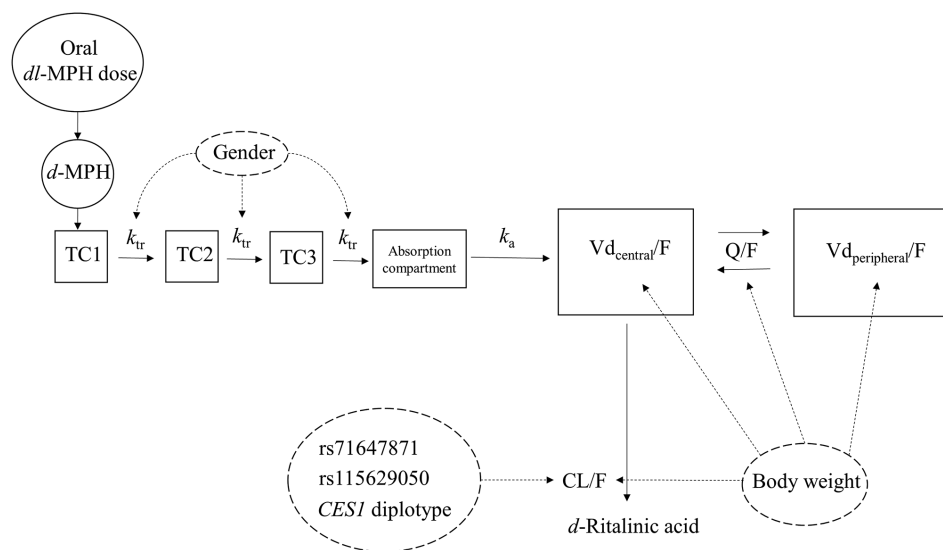 Oral
dl-MPH dose
d-MPH
Gender
TC1
ktr
TC2
ktr
TC3
ktr
Absorption
compartment
ka
Vdcentral/F
Q/F
Vdperipheral/F
rs71647871
rs115629050
CES1 diplotype
CL/F
Body weight
d-Ritalinic acid